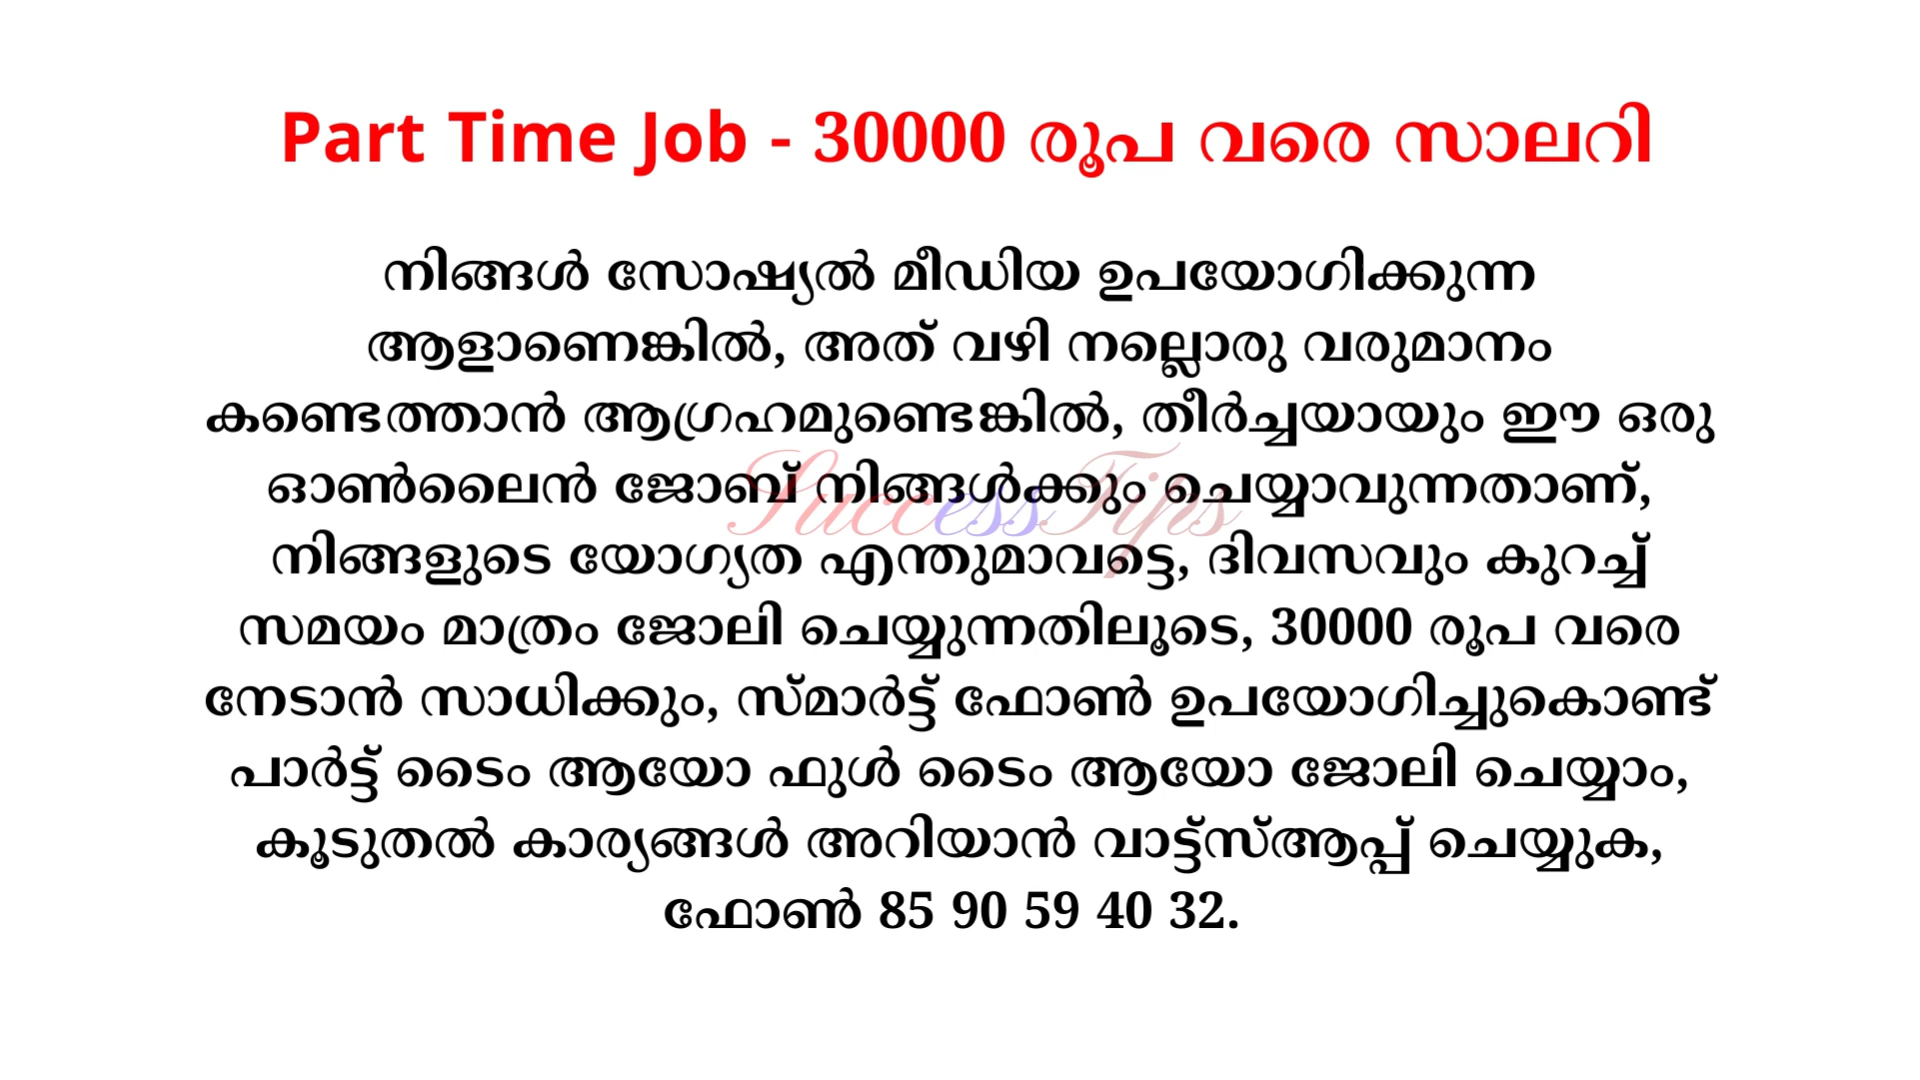 Part Time Job - 30000 രൂപ വരെ സാലറി
നിങ്ങൾ സോഷ്യൽ മീഡിയ ഉപയോഗിക്കുന്ന
ആളാണെങ്കിൽ, അത് വഴി നല്ലൊരു വരുമാനം
കണ്ടെത്താൻ ആഗ്രഹമുണ്ടെങ്കിൽ, തീർച്ചയായും ഈ ഒരു
ഓൺലൈൻ ജോബ് നിങ്ങൾക്കും ചെയ്യാവുന്നതാണ്,
SuccessTips
നിങ്ങളുടെ യോഗ്യത എന്തുമാവട്ടെ, ദിവസവും കുറച്ച്
സമയം മാത്രം ജോലി ചെയ്യുന്നതിലൂടെ, 30000 രൂപ വരെ
നേടാൻ സാധിക്കും, സ്മാർട്ട് ഫോൺ ഉപയോഗിച്ചുകൊണ്ട്
പാർട്ട് ടൈം ആയോ ഫുൾ ടൈം ആയോ ജോലി ചെയ്യാം,
കൂടുതൽ കാര്യങ്ങൾ അറിയാൻ വാട്ട്സ്ആപ്പ് ചെയ്യുക,
ഫോൺ 85 90 59 40 32.